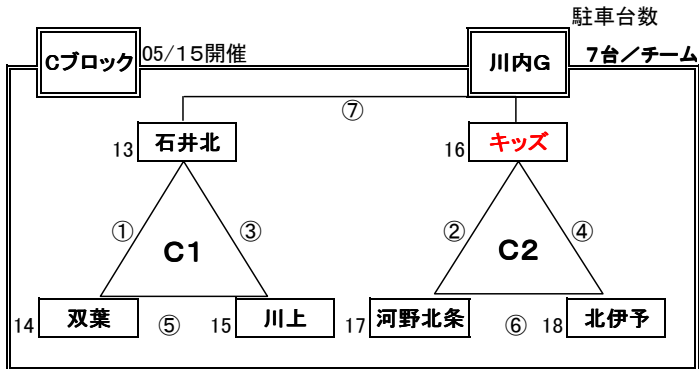 駐車台数
Cブロック 05/15開催 川内G 7台／チーム
⑦
13 石井北 16 キッズ
① ③ ② ④
C1 C2
14 双葉 ⑤ 15 川上 17 河野北条 ⑥ 18 北伊予